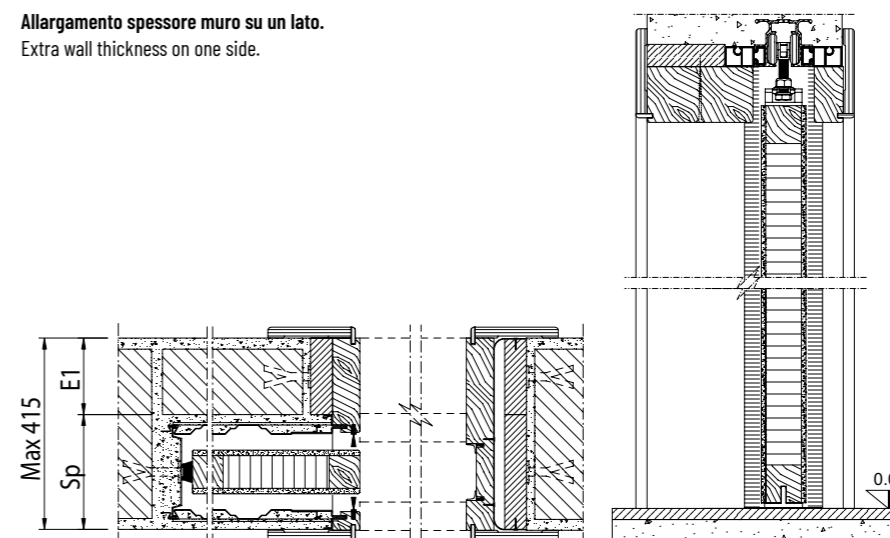 Allargamento spessore muro su un lato.
Extra wall thickness on one side.
Max 415
E1
Sp